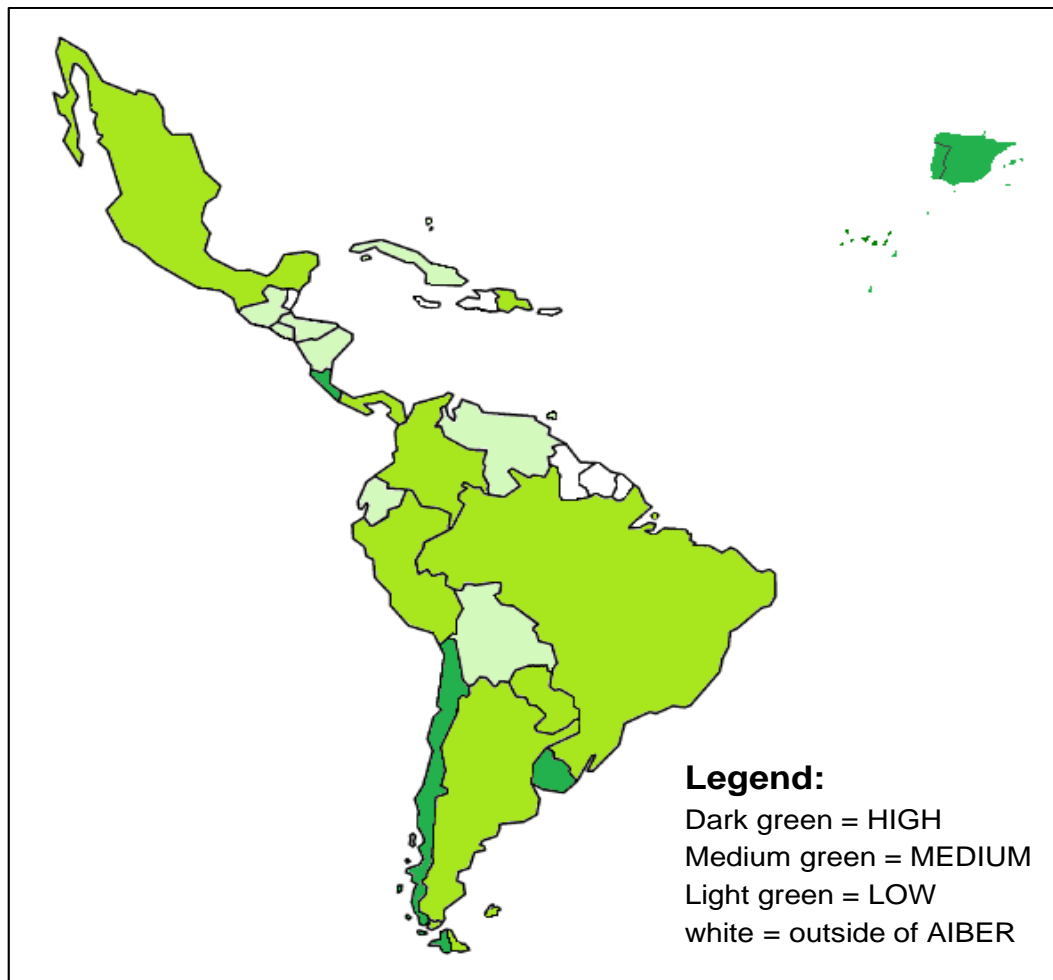 Legend:
Dark green = HIGH
Medium green = MEDIUM
Light green = LOW
white = outside of AIBER